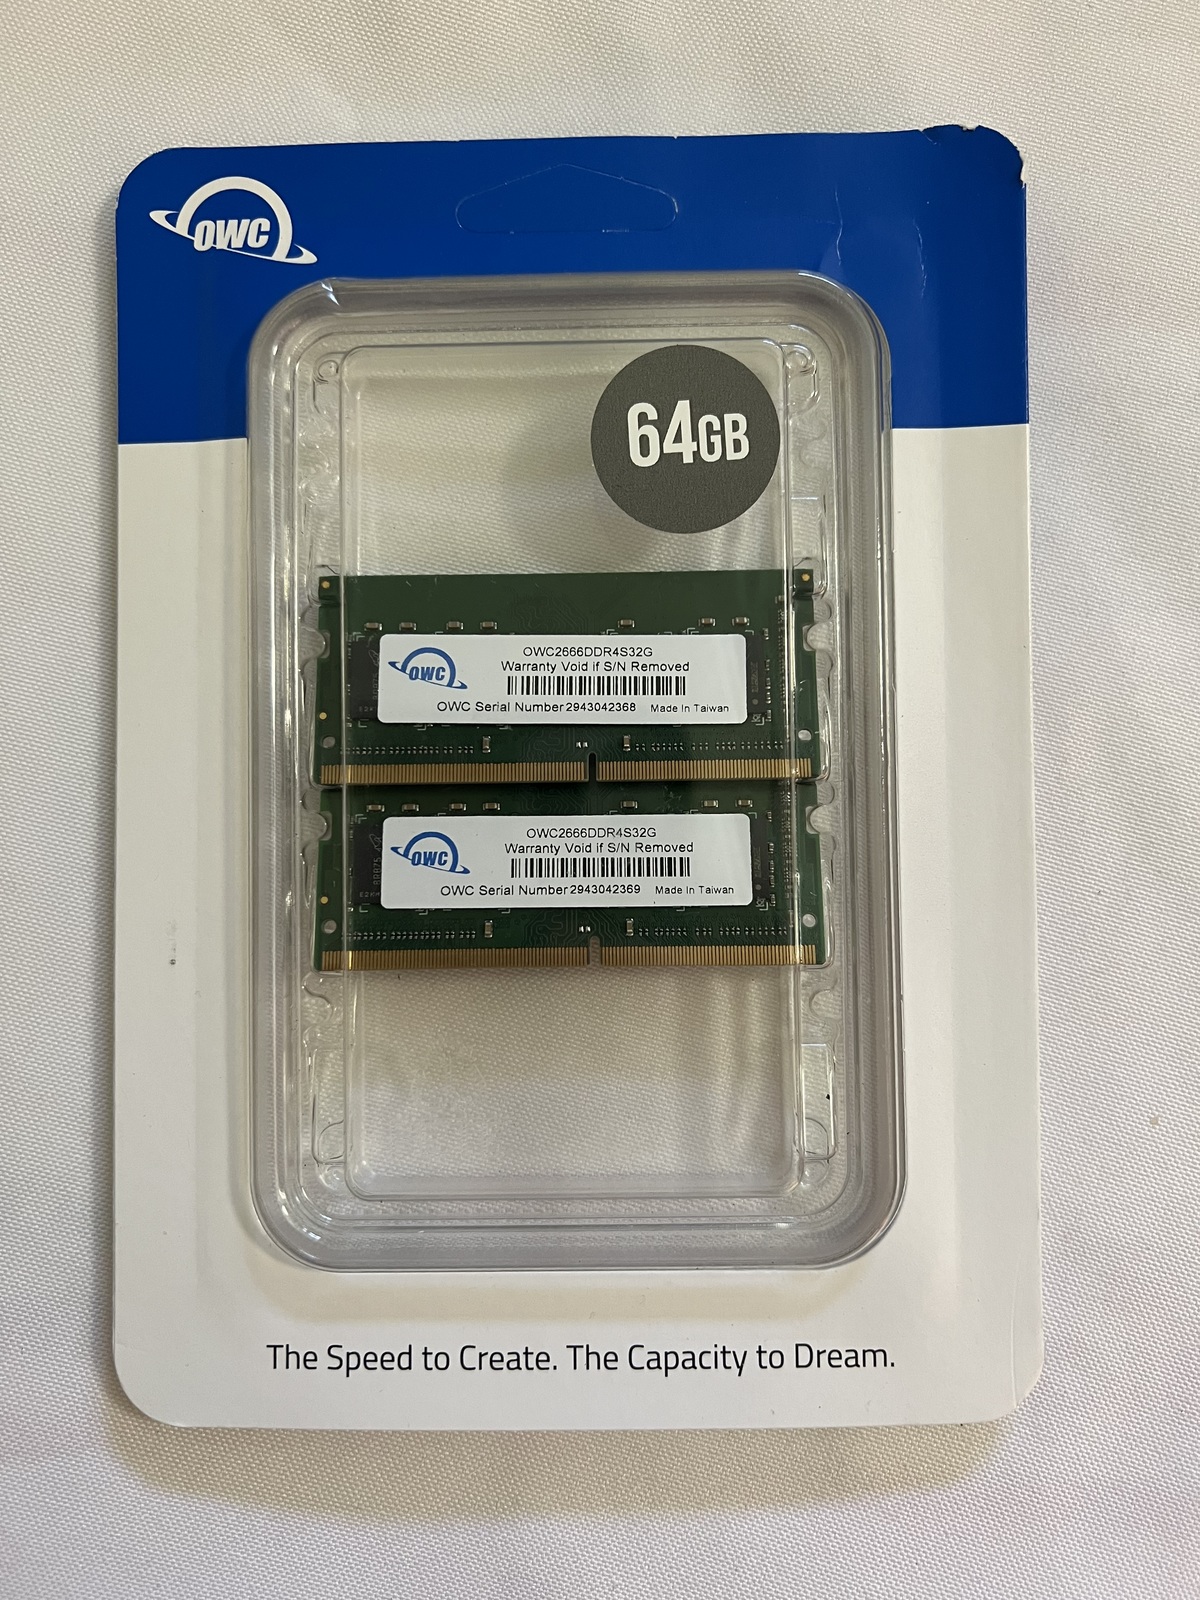 OWC
64GB
OWC2666DDR4S32G
Warranty Void if S/N Removed
OWC
OWC Serial Number 2943042368 Made In Taiwan
OWC2666DDR4S32G
Warranty Void if S/N Removed
OWC
OWC Serial Number 2943042369 Made In Taiwan
The Speed to Create. The Capacity to Dream.